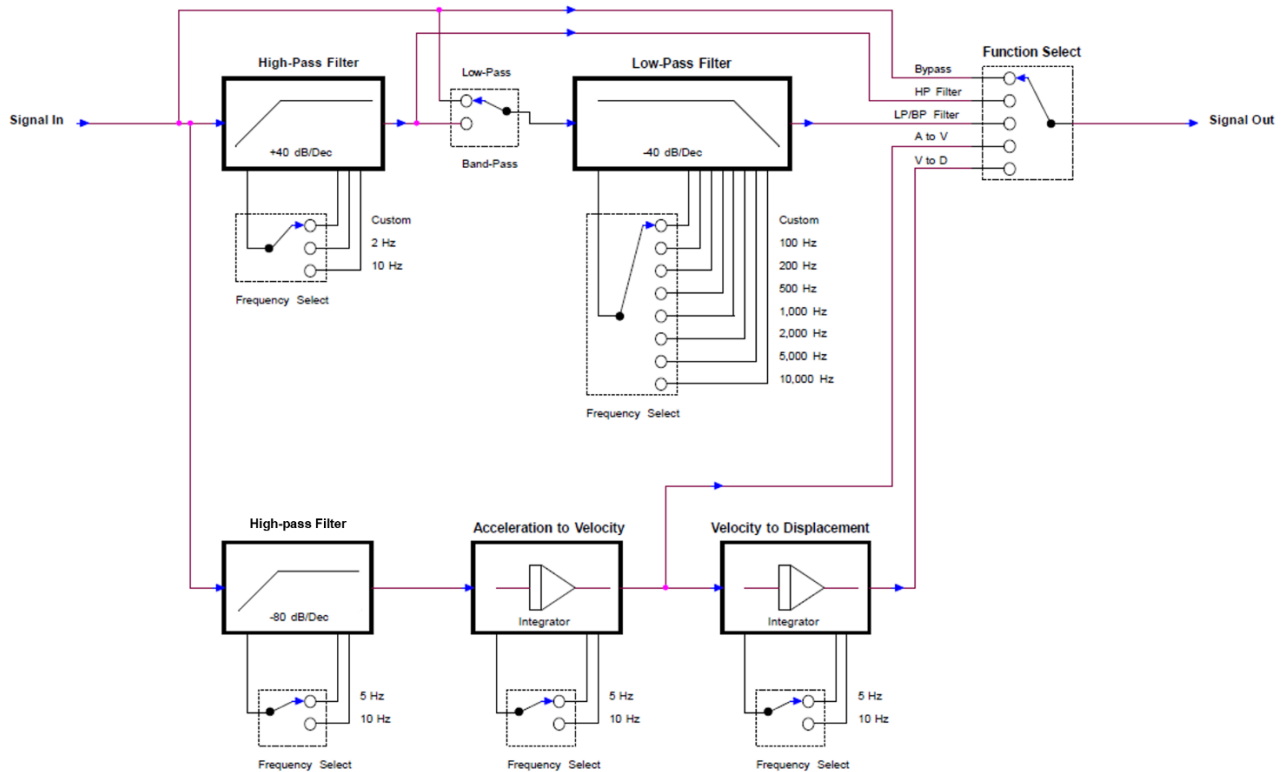 High-Pass Filter
Low-Pass Filter
Function Select
Low-Pass
Bypass
HP Filter
Signal In
LP/BP Filter
Signal Out
A to V
+40 dB/Dec
-40 dB/Dec
Band-Pass
V to D
Custom
2 Hz
10 Hz
Frequency Select
Custom
100 Hz
200 Hz
500 Hz
1,000 Hz
2,000 Hz
5,000 Hz
10,000 Hz
Frequency Select
High-pass Filter
Acceleration to Velocity
Velocity to Displacement
-80 dB/Dec
Integrator
Integrator
5 Hz
10 Hz
Frequency Select
5 Hz
10 Hz
Frequency Select
5 Hz
10 Hz
Frequency Select